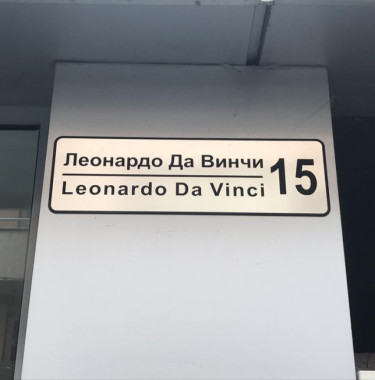 Леонардо Да Винчи
Leonardo Da Vinci
15